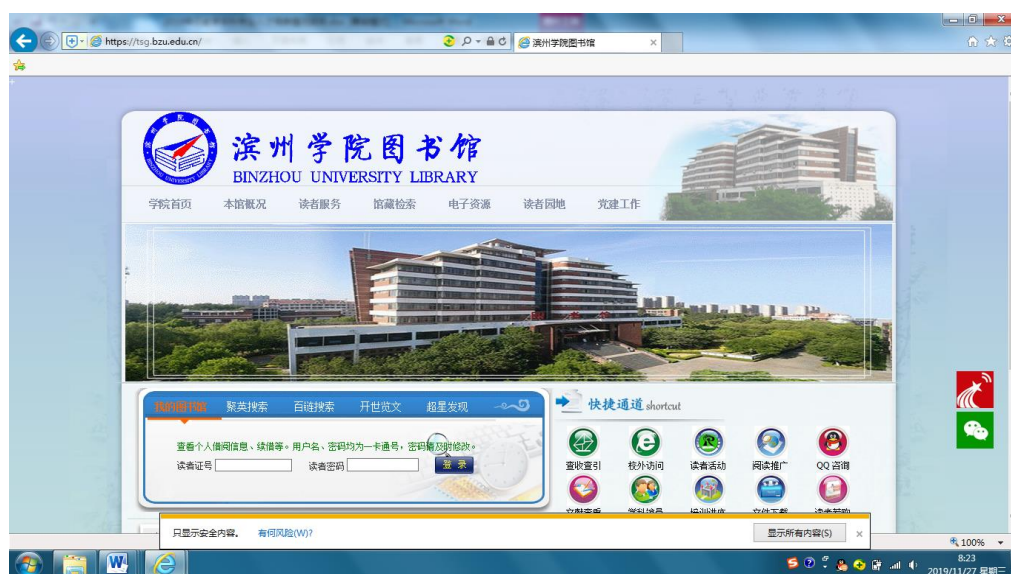 https://tsg.bzu.edu.cn/
滨州学院图书馆
滨州学院图书馆
BINZHOU UNIVERSITY LIBRARY
学院首页 本馆概况 读者服务 馆藏检索 电子资源 读者园地 党建工作
我的图书馆 聚英搜索 百链搜索 开世览文 超星发现
快捷通道 shortcut
查看个人借阅信息、续借等。用户名、密码均为一卡通号，密码请及时修改。
读者证号 读者密码 登录
查收查引 校外访问 读者活动 阅读推广 QQ 咨询
只显示安全内容。 有何风险(W)? 显示所有内容(S) ×
100%
8:23
2019/11/27 星期三